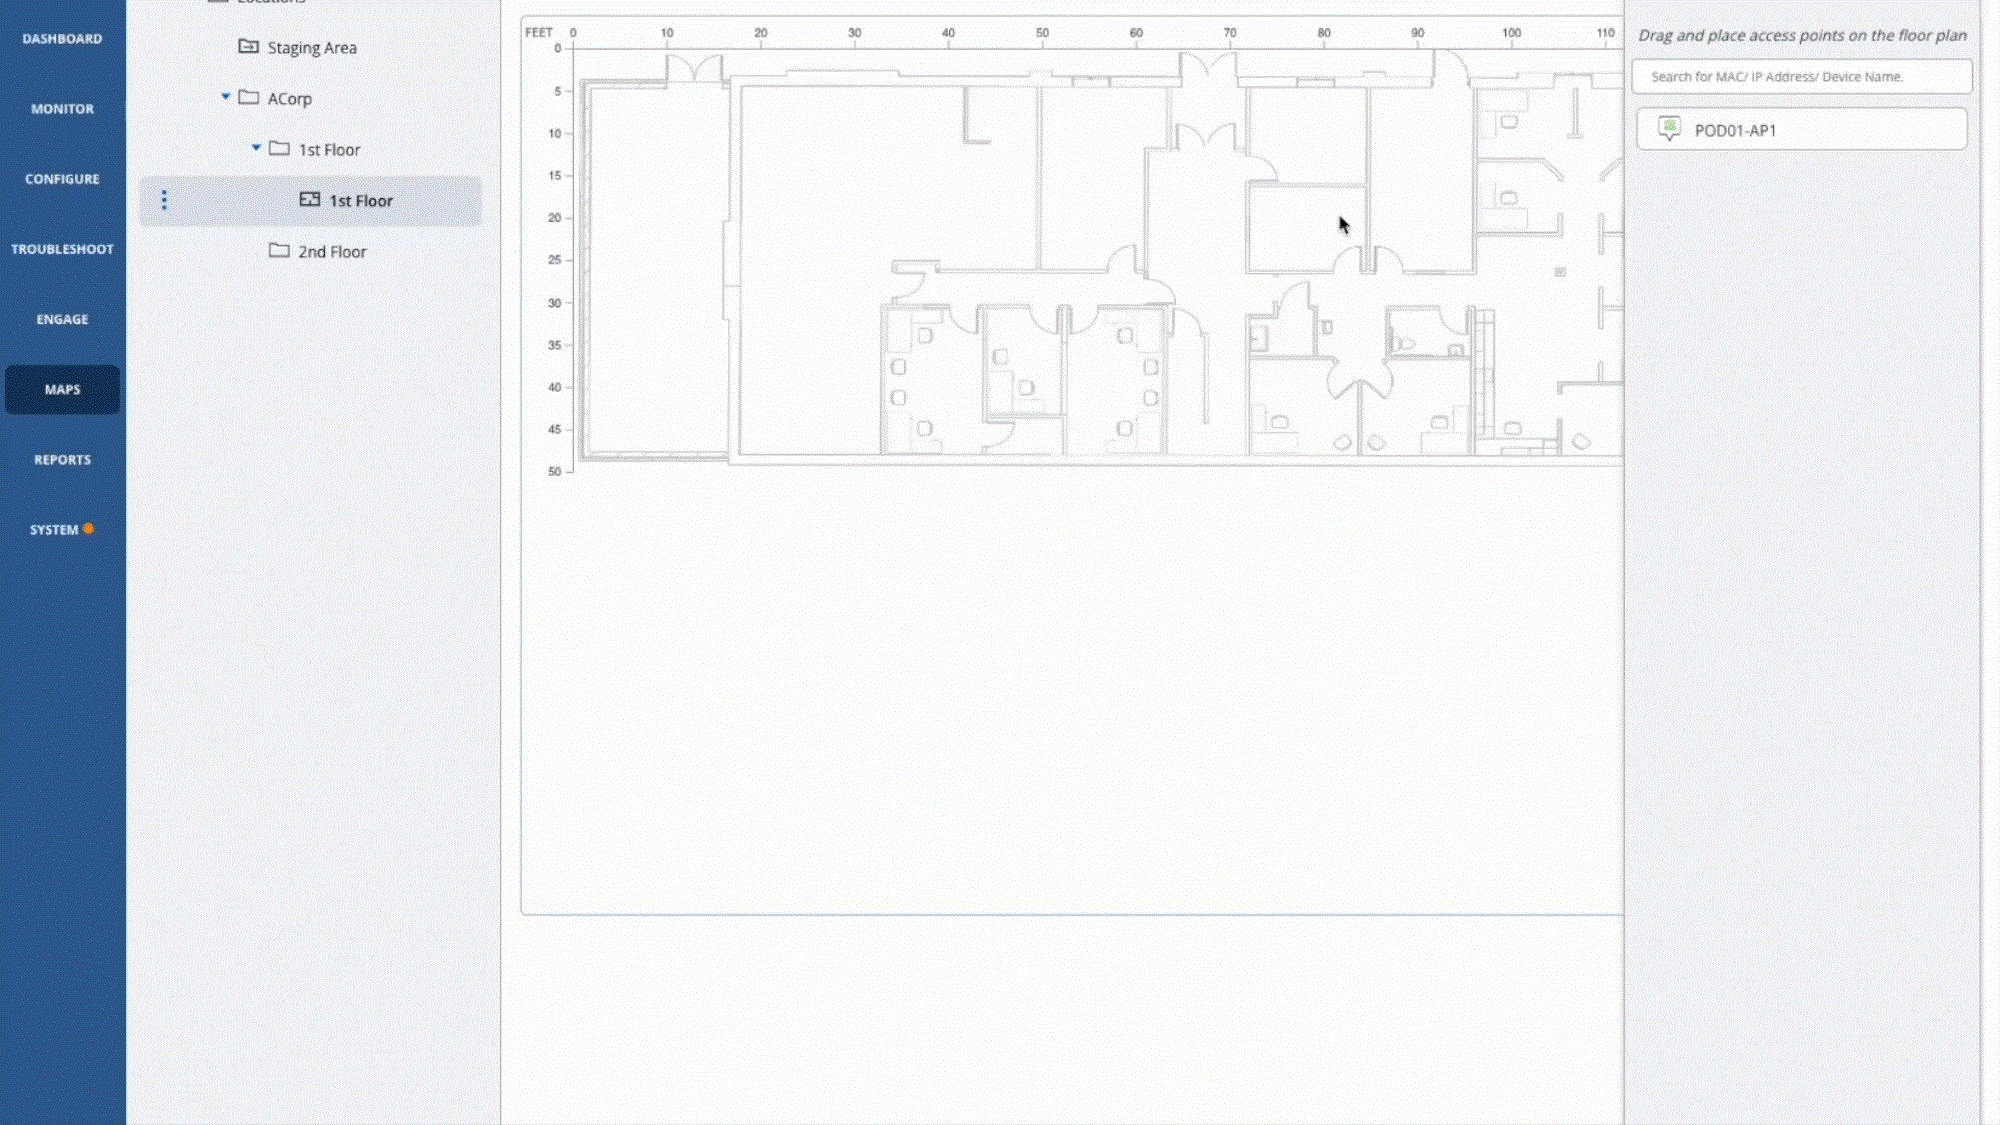 DASHBOARD
MONITOR
CONFIGURE
TROUBLESHOOT
ENGAGE
MAPS
REPORTS
SYSTEM
Locations
Staging Area
ACorp
1st Floor
1st Floor
2nd Floor
FEET 0 10 20 30 40 50 60 70 80 90 100 110
0
5
10
15
20
25
30
35
40
45
50
Drag and place access points on the floor plan
Search for MAC/ IP Address/ Device Name.
POD01-AP1